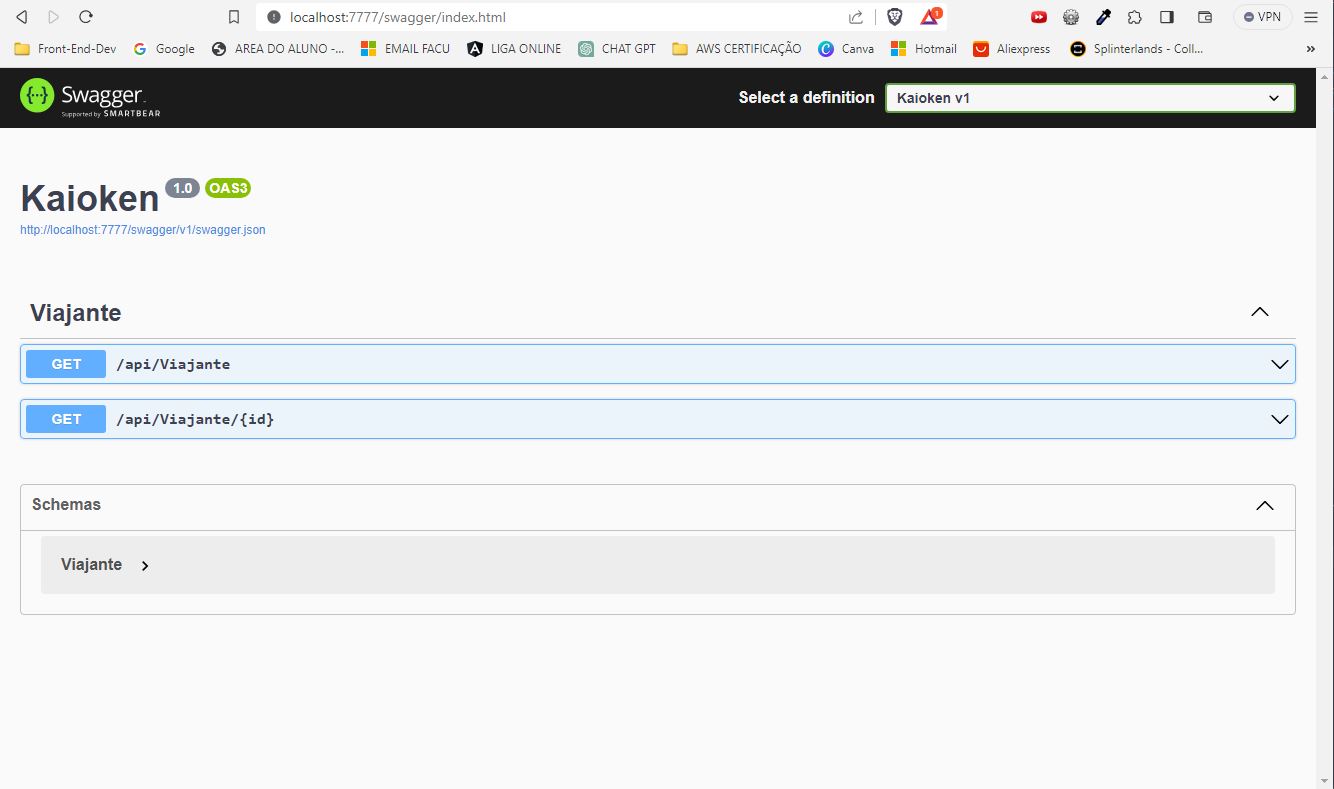 localhost:7777/swagger/index.html
1
VPN
Front-End-Dev Google AREA DO ALUNO -... EMAIL FACU LIGA ONLINE CHAT GPT AWS CERTIFICAÇÃO Canva Hotmail Aliexpress Splinterlands - Coll... »
{···} Swagger.
Supported by SMARTBEAR
Select a definition
Kaioken v1
Kaioken 1.0 OAS3
http://localhost:7777/swagger/v1/swagger.json
Viajante
GET /api/Viajante
GET /api/Viajante/{id}
Schemas
Viajante